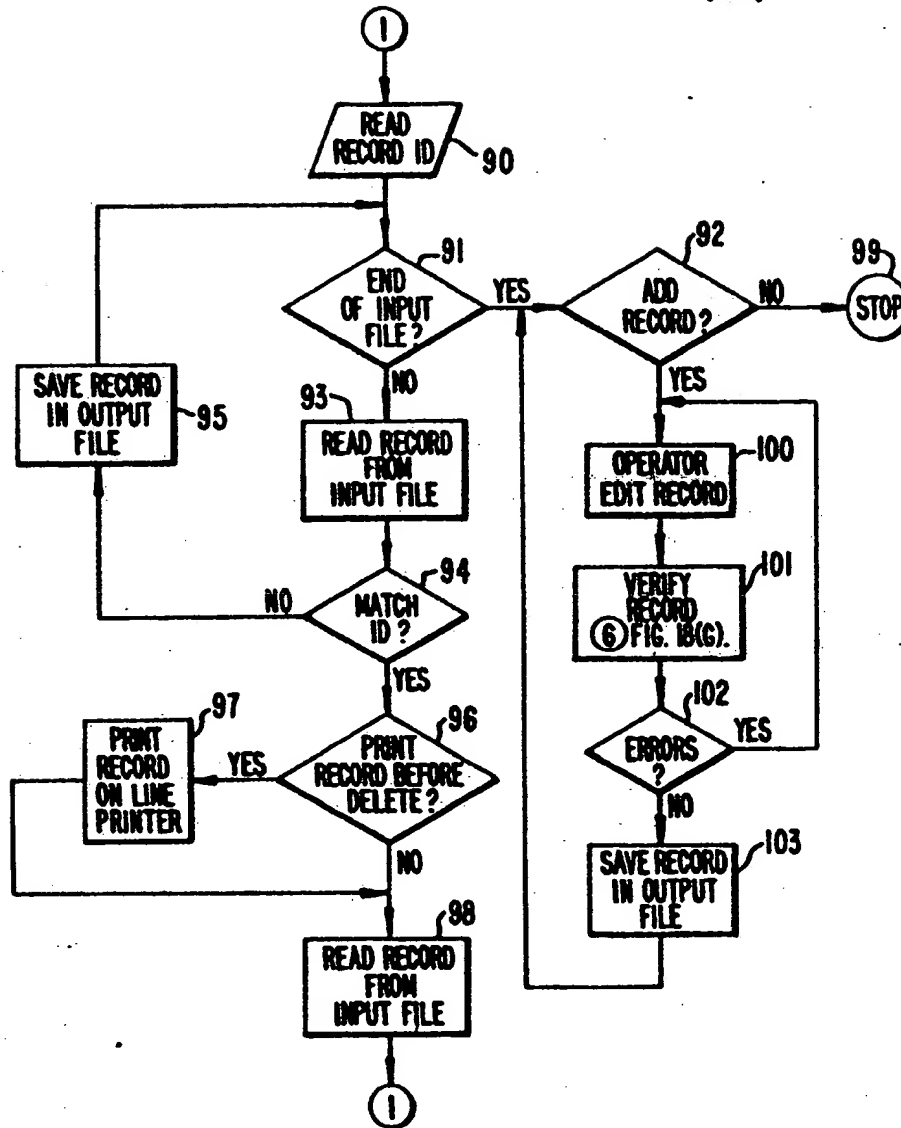 1
READ
RECORD ID
90
91
END
OF INPUT
FILE?
YES
92
ADD
RECORD?
NO
99
STOP
SAVE RECORD
IN OUTPUT
FILE
95
NO
93
READ RECORD
FROM
INPUT FILE
YES
OPERATOR
EDIT RECORD
100
94
MATCH
ID?
NO
VERIFY
RECORD
6 FIG. 18(G).
101
YES
97
PRINT
RECORD
ON LINE
PRINTER
YES
96
PRINT
RECORD BEFORE
DELETE?
102
ERRORS
?
YES
NO
NO
SAVE RECORD
IN OUTPUT
FILE
103
98
READ RECORD
FROM
INPUT FILE
1